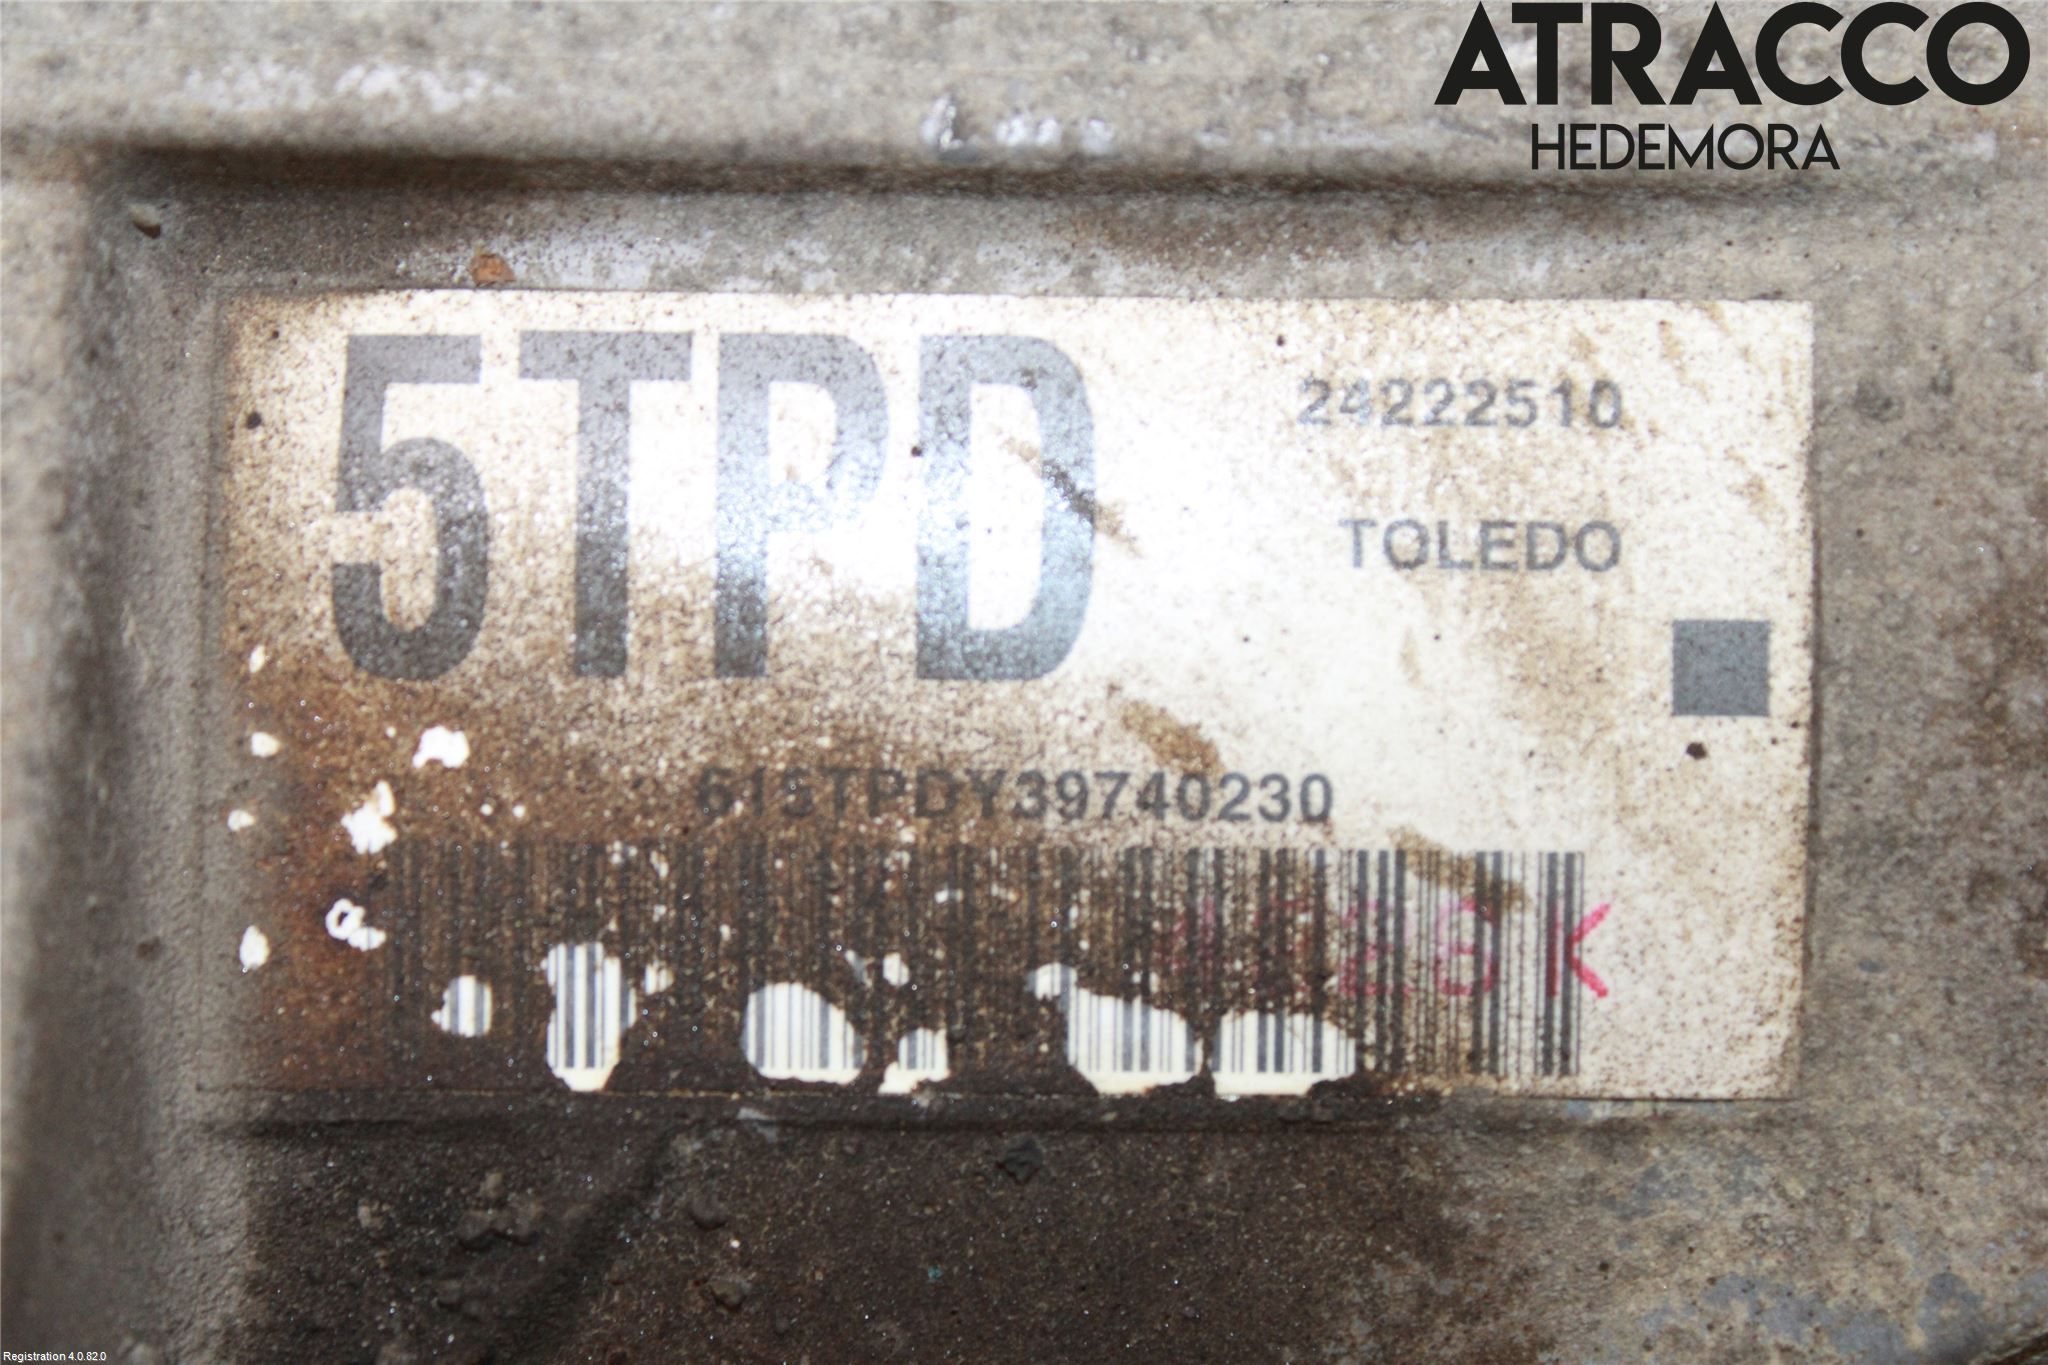 ATRACCO
HEDEMORA
5TPD
24222510
TOLEDO
615TPDY39740230
K
Registration 4.0.82.0